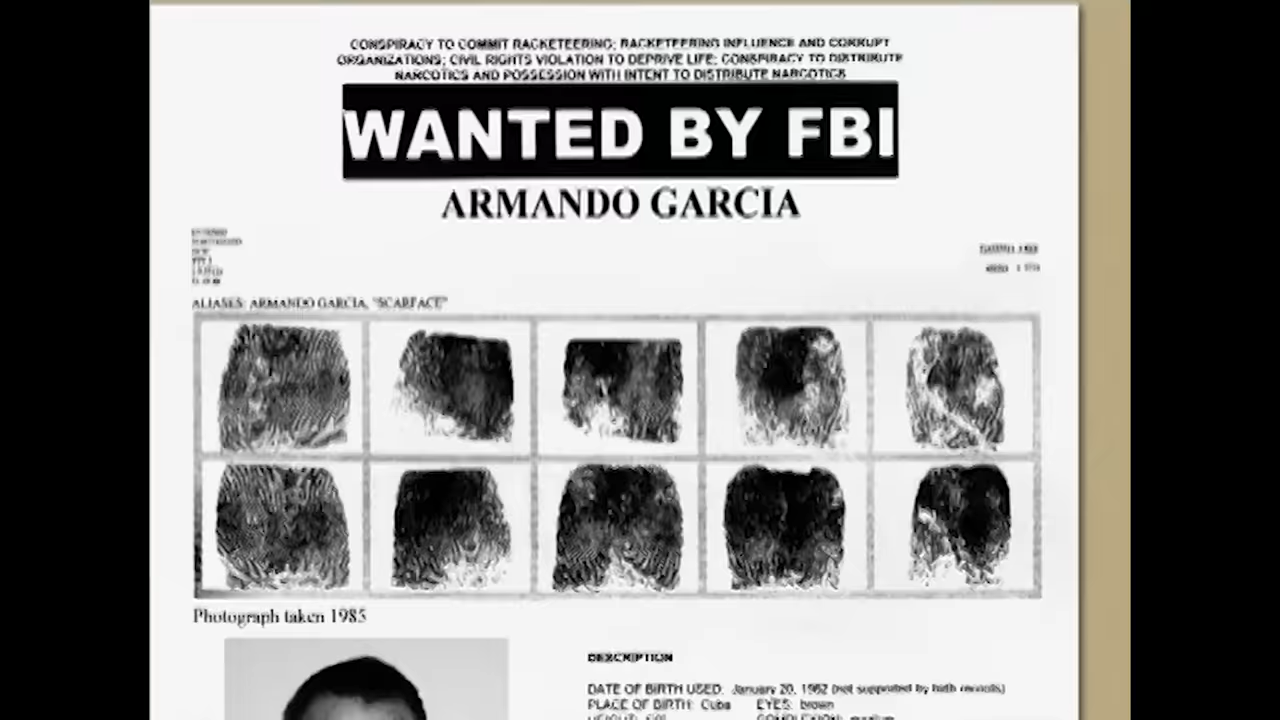 CONSPIRACY TO COMMIT RACKETEERING; RACKETEERING INFLUENCE AND CORRUPT
ORGANIZATIONS; CIVIL RIGHTS VIOLATION TO DEPRIVE LIFE; CONSPIRACY TO DISTRIBUTE
NARCOTICS AND POSSESSION WITH INTENT TO DISTRIBUTE NARCOTICS
WANTED BY FBI
ARMANDO GARCIA
ALIASES: ARMANDO GARCIA, "SCARFACE"
Photograph taken 1985
DESCRIPTION
DATE OF BIRTH USED: January 20, 1962 (not supported by birth records)
PLACE OF BIRTH: Cuba EYES: brown